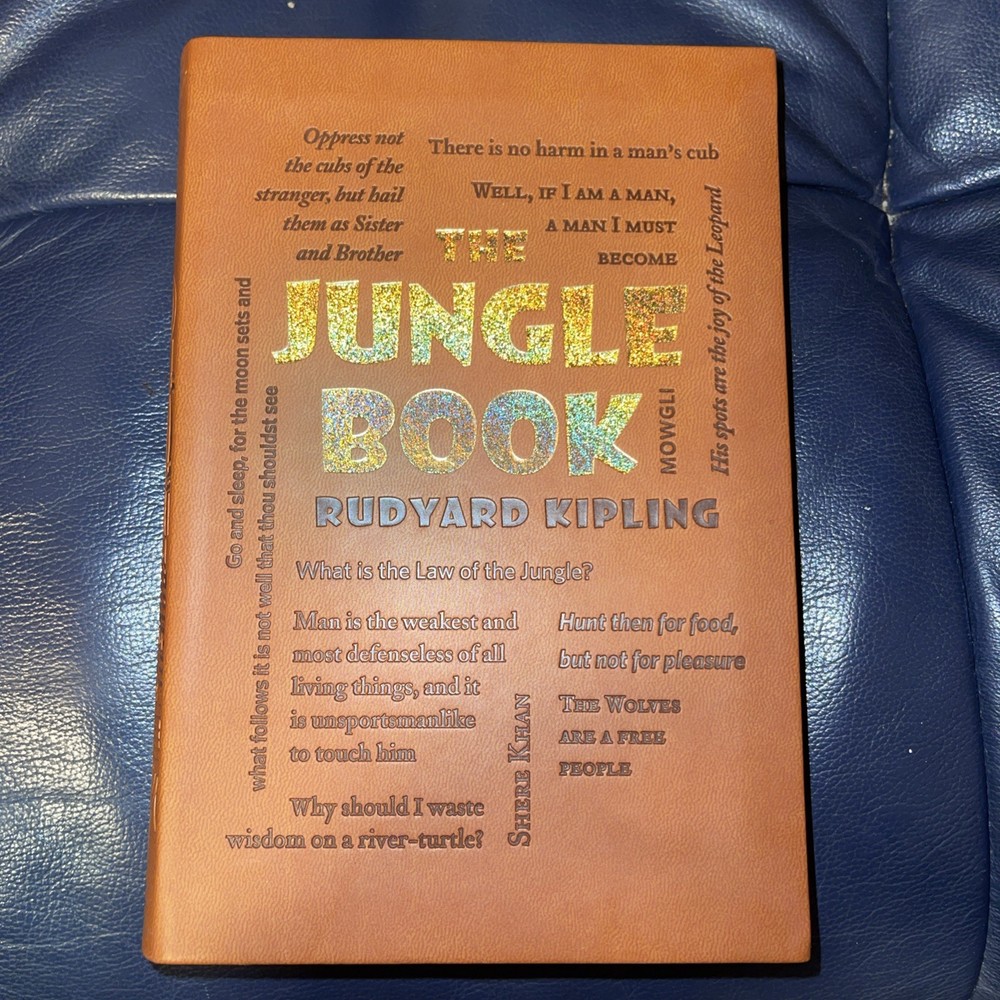 Oppress not
the cubs of the
stranger, but hail
them as Sister
and Brother
There is no harm in a man's cub
WELL, IF I AM A MAN,
A MAN I MUST
BECOME
His spots are the joy of the Leopard
THE
JUNGLE
BOOK
MOWGLI
RUDYARD KIPLING
Go and sleep, for the moon sets and
what follows it is not well that thou shouldst see
What is the Law of the Jungle?
Man is the weakest and
most defenseless of all
living things, and it
is unsportsmanlike
to touch him
Hunt then for food,
but not for pleasure
THE WOLVES
ARE A FREE
PEOPLE
SHERE KHAN
Why should I waste
wisdom on a river-turtle?